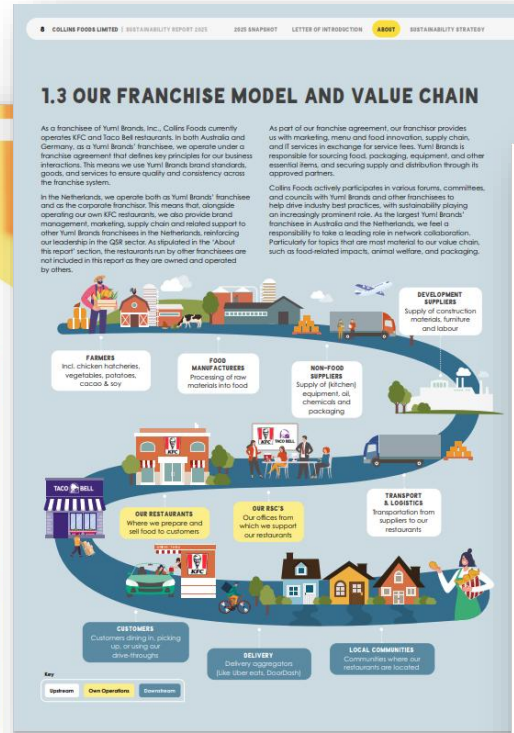 8 COLLINS FOODS LIMITED | SUSTAINABILITY REPORT 2025
2025 SNAPSHOT
LETTER OF INTRODUCTION
ABOUT
SUSTAINABILITY STRATEGY
1.3 OUR FRANCHISE MODEL AND VALUE CHAIN
As a franchisee of Yum! Brands, Inc., Collins Foods currently
operates KFC and Taco Bell restaurants. In both Australia and
Germany, as a Yum! Brands' franchisee, we operate under a
franchise agreement that defines key principles for our business
interactions. This means we use Yum! Brands brand standards,
goods, and services to ensure quality and consistency across
the franchise system.
In the Netherlands, we operate both as Yum! Brands' franchisee
and as the corporate franchisor. This means that, alongside
operating our own KFC restaurants, we also provide brand
management, marketing, supply chain and related support to
other Yum! Brands franchisees in the Netherlands, reinforcing
our leadership in the QSR sector. As stipulated in the 'About
this report' section, the restaurants run by other franchisees are
not included in this report as they are owned and operated
by others.
As part of our franchise agreement, our franchisor provides
us with marketing, menu and food innovation, supply chain,
and IT services in exchange for service fees. Yum! Brands is
responsible for sourcing food, packaging, equipment, and other
essential items, and securing supply and distribution through its
approved partners.
Collins Foods actively participates in various forums, committees,
and councils with Yum! Brands and other franchisees to
help drive industry best practices, with sustainability playing
an increasingly prominent role. As the largest Yum! Brands'
franchisee in Australia and the Netherlands, we feel a
responsibility to take a leading role in network collaboration.
Particularly for topics that are most material to our value chain,
such as food-related impacts, animal welfare, and packaging.
DEVELOPMENT
SUPPLIERS
Supply of construction
materials, furniture
and labour
FARMERS
Incl. chicken hatcheries,
vegetables, potatoes,
cacao & soy
FOOD
MANUFACTURERS
Processing of raw
materials into food
NON-FOOD
SUPPLIERS
Supply of (kitchen)
equipment, oil,
chemicals and
packaging
KFC
KFC
TACO BELL
TACO BELL
OUR RESTAURANTS
Where we prepare and
sell food to customers
OUR RSC'S
Our offices from
which we support
our restaurants
TRANSPORT
& LOGISTICS
Transportation from
suppliers to our
restaurants
KFC
CUSTOMERS
Customers dining in, picking
up, or using our
drive-throughs
DELIVERY
Delivery aggregators
(Like Uber eats, DoorDash)
LOCAL COMMUNITIES
Communities where our
restaurants are located
Key
Upstream
Own Operations
Downstream